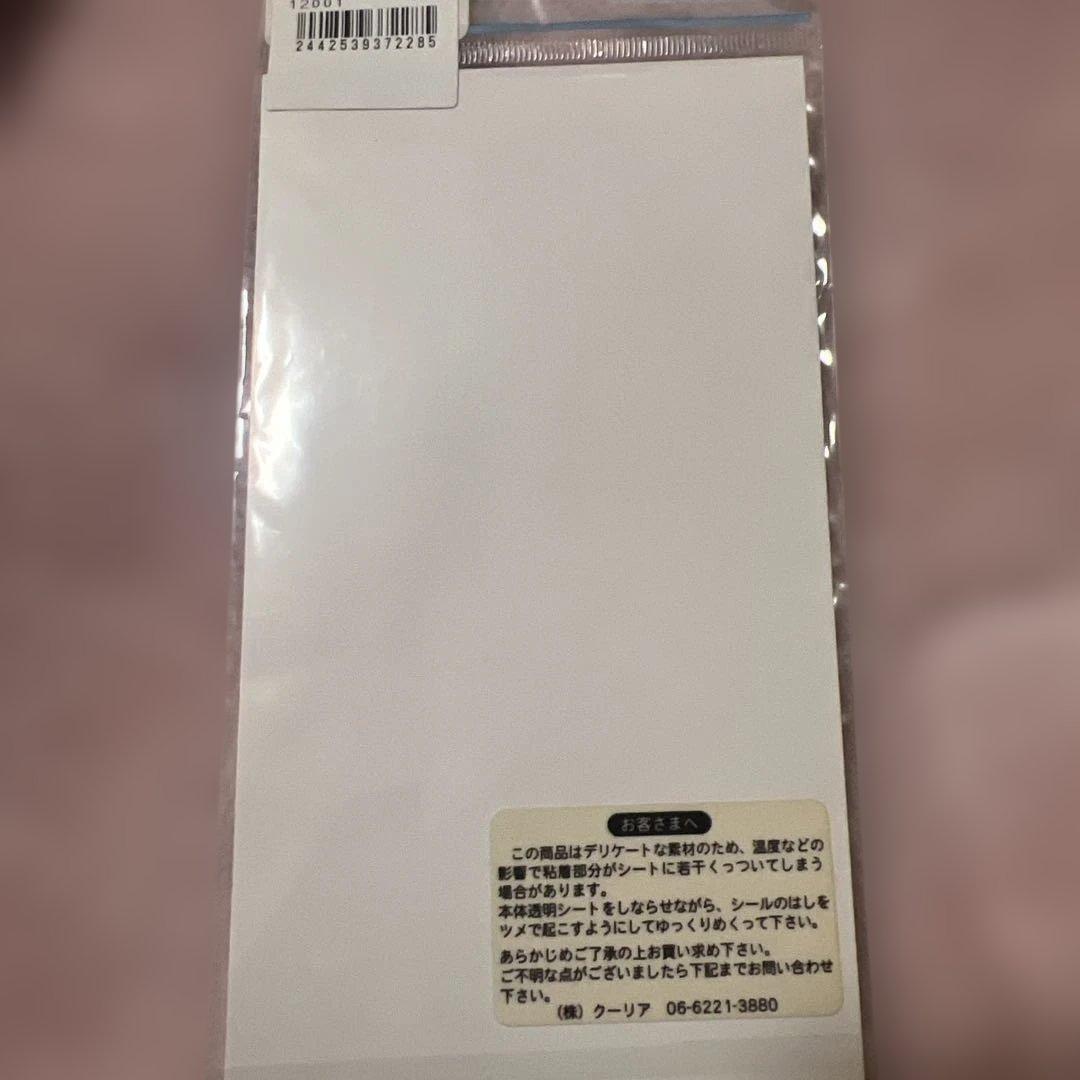 12001
2442539372285
お客さまへ
この商品はデリケートな素材のため、温度などの
影響で粘着部分がシートに若干くっついてしまう
場合があります。
本体透明シートをしならせながら、シールのはしを
ツメで起こすようにしてゆっくりめくって下さい。
あらかじめご了承の上お買い求め下さい。
ご不明な点がございましたら下記までお問い合わせ
下さい。
（株）クーリア 06-6221-3880